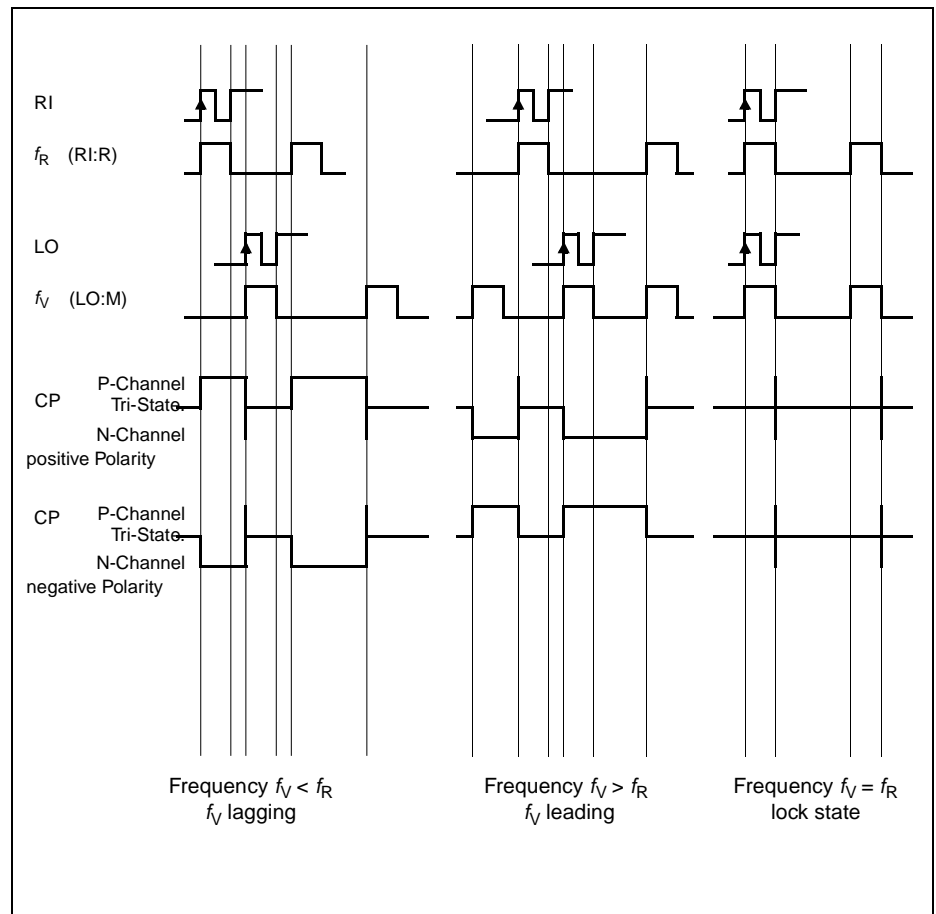 RI
fR (RI:R)
LO
fV (LO:M)
CP P-Channel
Tri-State.
N-Channel
positive Polarity
CP P-Channel
Tri-State.
N-Channel
negative Polarity
Frequency fV < fR
fV lagging
Frequency fV > fR
fV leading
Frequency fV = fR
lock state